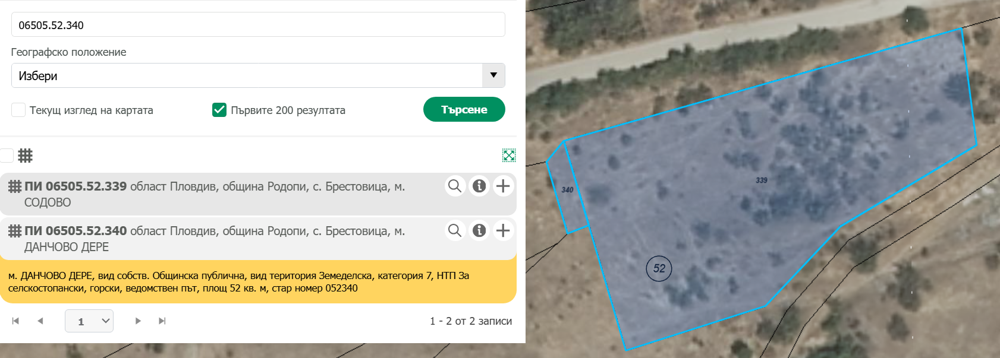 06505.52.340
Географско положение
Избери
Текущ изглед на картата
Първите 200 резултата
Търсене
ПИ 06505.52.339 област Пловдив, община Родопи, с. Брестовица, м.
СОДОВО
ПИ 06505.52.340 област Пловдив, община Родопи, с. Брестовица, м.
ДАНЧОВО ДЕРЕ
м. ДАНЧОВО ДЕРЕ, вид собств. Общинска публична, вид територия Земеделска, категория 7, НТП За
селскостопански, горски, ведомствен път, площ 52 кв. м, стар номер 052340
1
1 - 2 от 2 записи
339
340
52